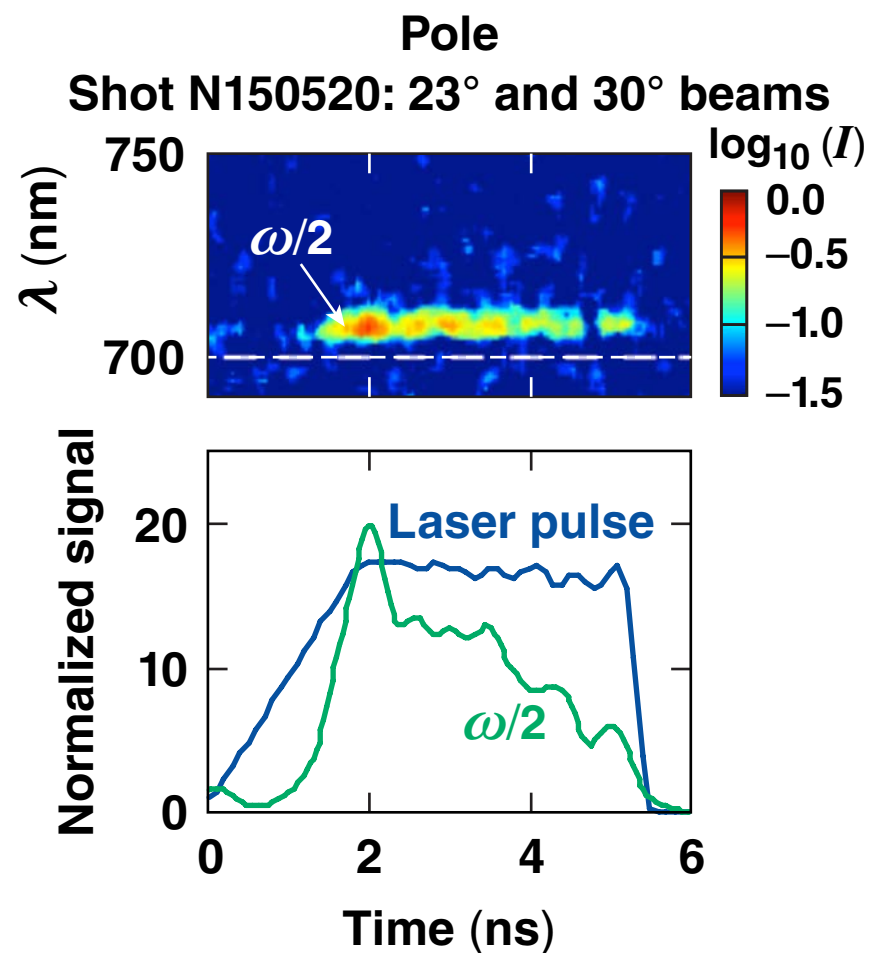 Pole
Shot N150520: 23° and 30° beams
log₁₀ (I)
750
700
λ (nm)
ω/2
0.0
–0.5
–1.0
–1.5
Normalized signal
20
10
0
Laser pulse
ω/2
0 2 4 6
Time (ns)